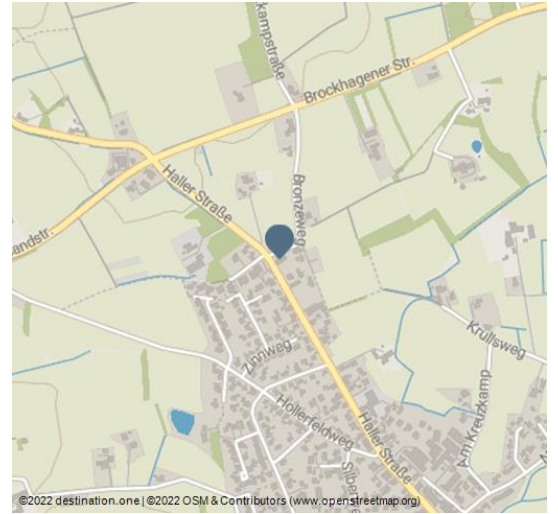 kampstraße
Brockhagener Str.
Haller Straße
Bronzeweg
andstr.
Zinnweg
Krullsweg
Hollerfeldweg
Haller Straße
Am Kreuzkamp
Silbe
©2022 destination.one | ©2022 OSM & Contributors (www.openstreetmap.org)